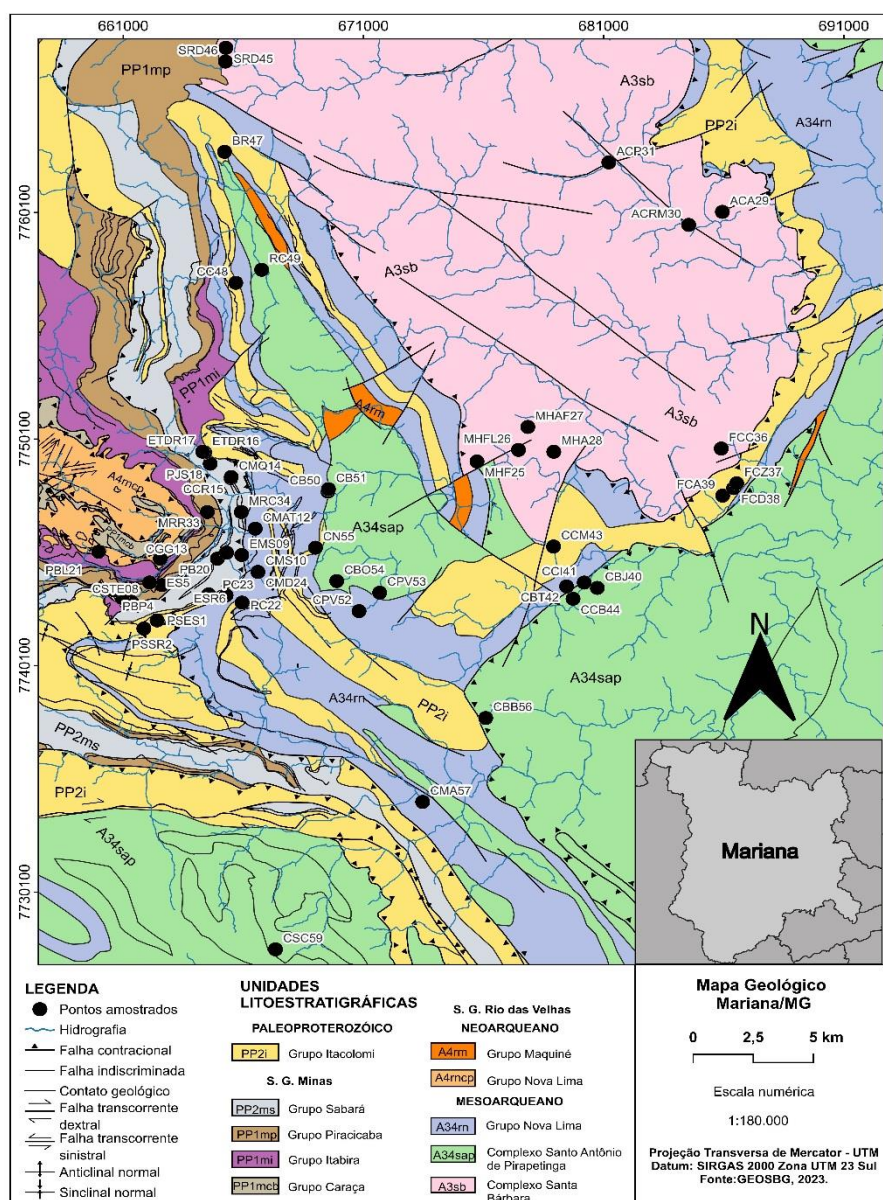 661000
671000
681000
691000
SRD46
SRD45
PP1mp
A3sb
PP2i
A34rn
BR47
ACP31
ACRM30
ACA29
7760100
RC49
CC48
A3sb
PP1mi
A4rm
A3sb
MHAF27
MHFL26
MHA28
MHF25
FCC36
FCZ37
FCA39
FCD38
7750100
ETDR17
ETDR16
PJS18
CMQ14
CB50
CB51
CCR15
A4rncp
MRC34
MRR33
CMAT12
A34sap
CN55
PP1mcb
EMS09
CCM43
CGG13
CMS10
PBL21
PB20
CBO54
CCI41
CBJ40
CSTE08
ES5
PC23
CMD24
CPV53
CBT42
PBP4
ESR6
PC22
CPV52
CCB44
PSES1
PSSR2
N
7740100
A34rn
PP2i
A34sap
CBB56
PP2ms
CMA57
PP2i
A34sap
Mariana
7730100
CSC59
LEGENDA
Pontos amostrados
Hidrografia
Falha contracional
Falha indiscriminada
Contato geológico
Falha transcorrente
dextral
Falha transcorrente
sinistral
Anticlinal normal
Sinclinal normal
UNIDADES
LITOESTRATIGRÁFICAS
PALEOPROTEROZÓICO
PP2i Grupo Itacolomi
S. G. Minas
PP2ms Grupo Sabará
PP1mp Grupo Piracicaba
PP1mi Grupo Itabira
PP1mcb Grupo Caraça
S. G. Rio das Velhas
NEOARQUEANO
A4rm Grupo Maquiné
A4rncp Grupo Nova Lima
MESOARQUEANO
A34rn Grupo Nova Lima
A34sap Complexo Santo Antônio
de Pirapetinga
A3sb Complexo Santa
Bárbara
Mapa Geológico
Mariana/MG
0 2,5 5 km
Escala numérica
1:180.000
Projeção Transversa de Mercator - UTM
Datum: SIRGAS 2000 Zona UTM 23 Sul
Fonte:GEOSBG, 2023.